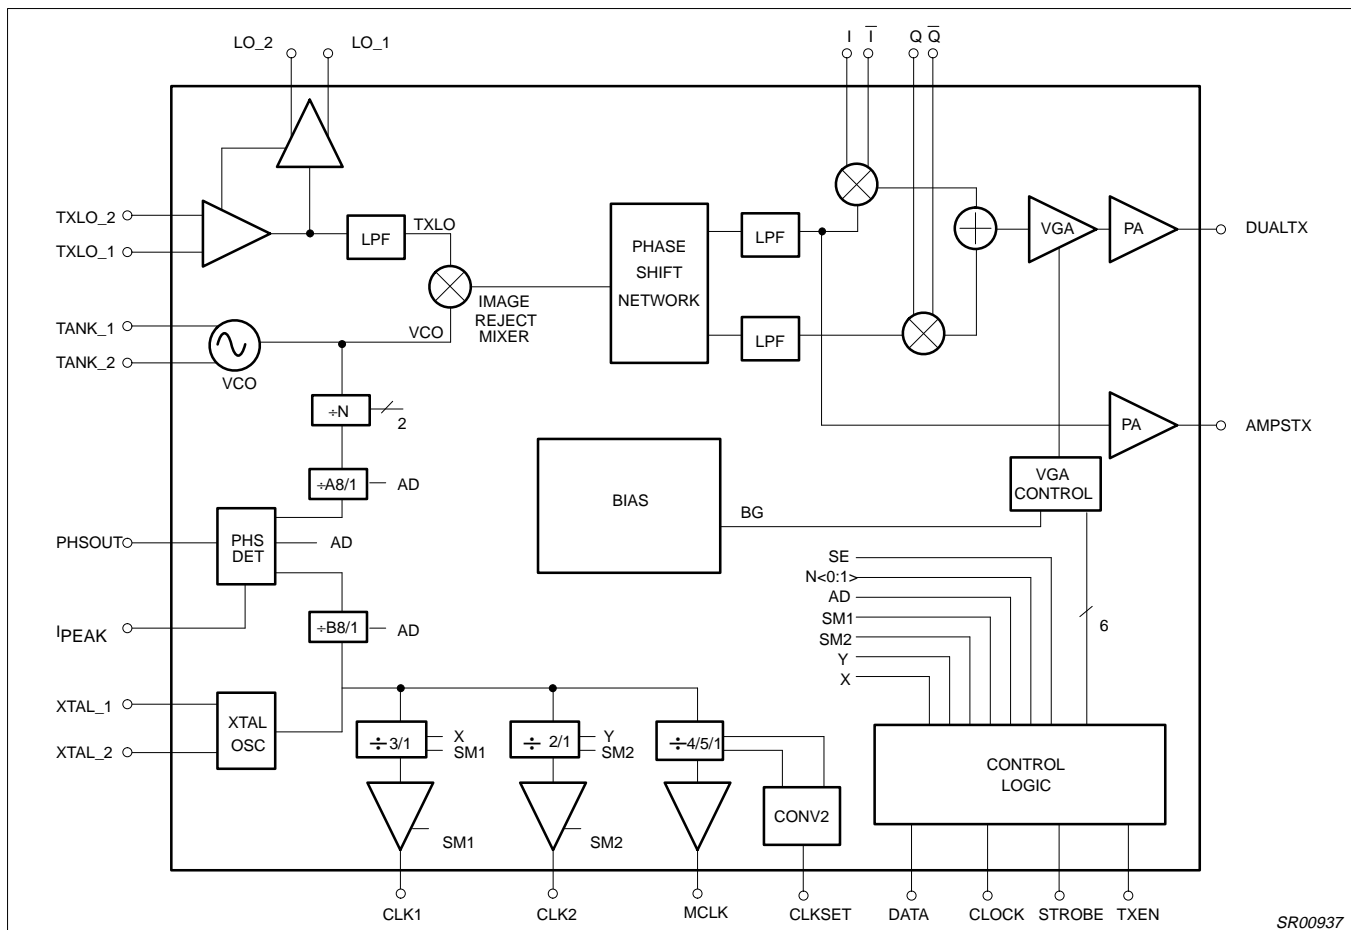 LO_2
LO_1
I
I̅
Q
Q̅
TXLO_2
TXLO_1
LPF
TXLO
PHASE
SHIFT
NETWORK
LPF
VGA
PA
DUALTX
IMAGE
REJECT
MIXER
LPF
TANK_1
TANK_2
VCO
VCO
÷N
2
PA
AMPSTX
÷A8/1
AD
BIAS
BG
VGA
CONTROL
PHSOUT
PHS
DET
AD
IPEAK
÷B8/1
AD
SE
N<0:1>
AD
SM1
SM2
Y
X
6
XTAL_1
XTAL_2
XTAL
OSC
÷3/1
X
SM1
÷ 2/1
Y
SM2
÷4/5/1
CONTROL
LOGIC
CONV2
SM1
SM2
CLK1
CLK2
MCLK
CLKSET
DATA
CLOCK
STROBE
TXEN
SR00937